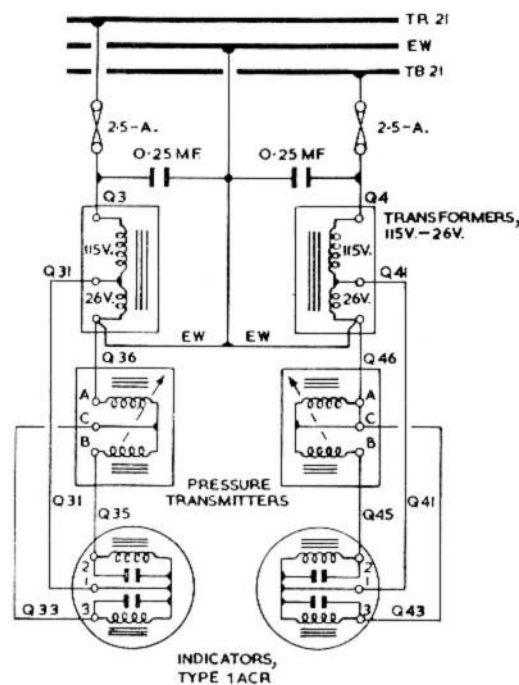 TR 21
EW
TB 21
2·5-A. 2·5-A.
0·25 MF. 0·25 MF
Q3 Q4
TRANSFORMERS,
115V.-26V.
115V. 115V.
Q31 Q41
26V. 26V.
EW EW
Q36 Q46
A A
C C
B B
PRESSURE
TRANSMITTERS
Q31 Q41
Q35 Q45
2 2
1 1
3 3
Q33 Q43
INDICATORS,
TYPE 1ACR